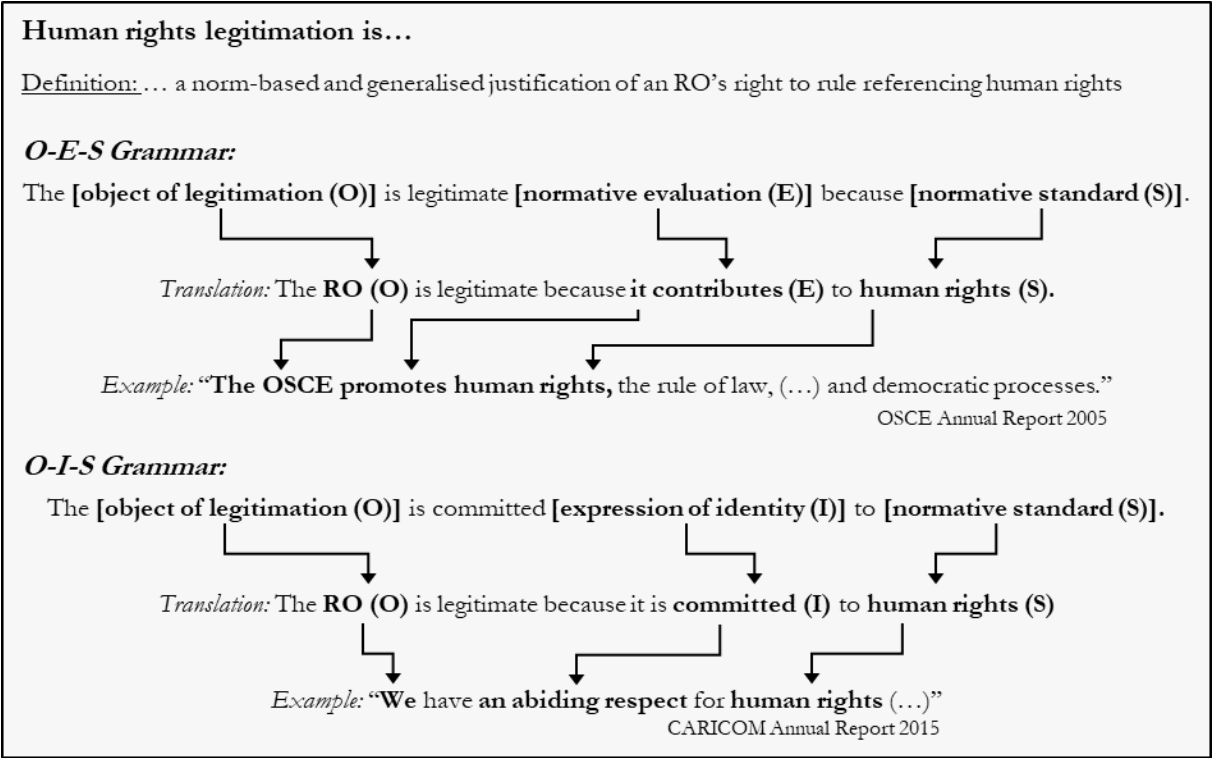 Human rights legitimation is…
Definition: … a norm-based and generalised justification of an RO’s right to rule referencing human rights
O-E-S Grammar:
The [object of legitimation (O)] is legitimate [normative evaluation (E)] because [normative standard (S)].
Translation: The RO (O) is legitimate because it contributes (E) to human rights (S).
Example: “The OSCE promotes human rights, the rule of law, (…) and democratic processes.”
OSCE Annual Report 2005
O-I-S Grammar:
The [object of legitimation (O)] is committed [expression of identity (I)] to [normative standard (S)].
Translation: The RO (O) is legitimate because it is committed (I) to human rights (S)
Example: “We have an abiding respect for human rights (…)”
CARICOM Annual Report 2015